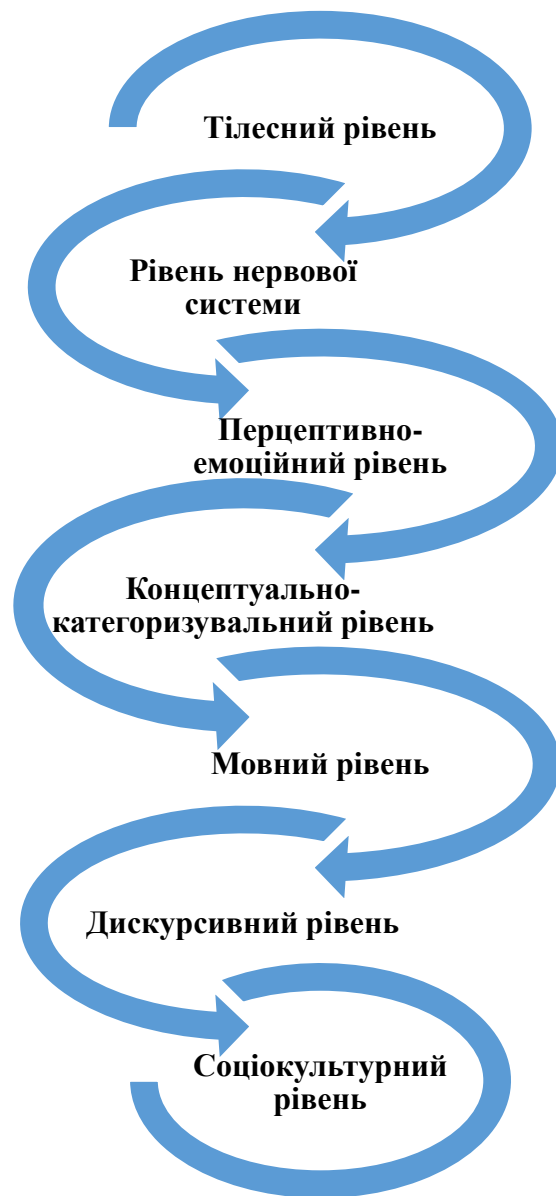 Тілесний рівень
Рівень нервової
системи
Перцептивно-
емоційний рівень
Концептуально-
категоризувальний рівень
Мовний рівень
Дискурсивний рівень
Соціокультурний
рівень